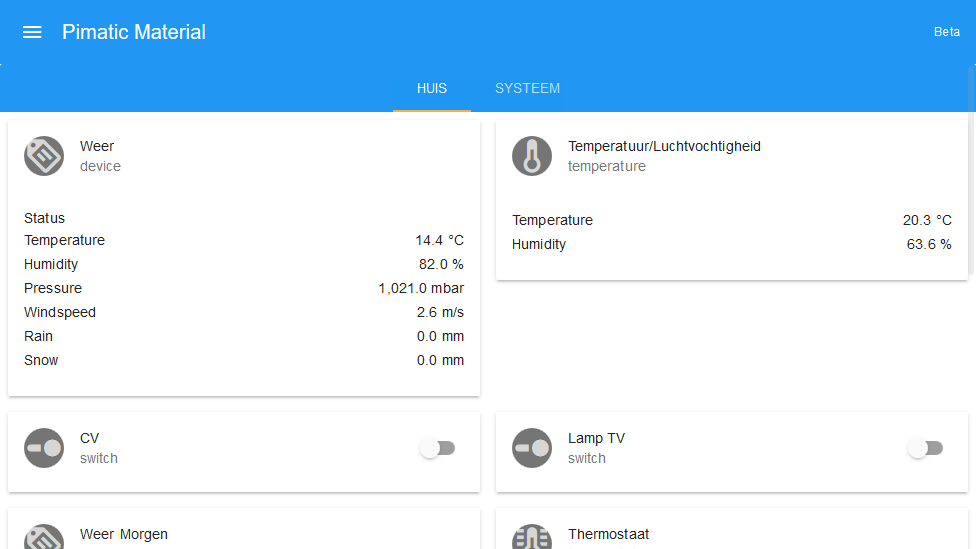 Pimatic Material
Beta
HUIS
SYSTEEM
Weer
device
Status
Temperature 14.4 °C
Humidity 82.0 %
Pressure 1,021.0 mbar
Windspeed 2.6 m/s
Rain 0.0 mm
Snow 0.0 mm
Temperatuur/Luchtvochtigheid
temperature
Temperature 20.3 °C
Humidity 63.6 %
CV
switch
Lamp TV
switch
Weer Morgen
Thermostaat